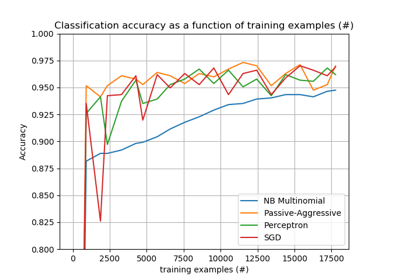 Classification accuracy as a function of training examples (#)
1.000
0.975
0.950
0.925
0.900
0.875
0.850
0.825
0.800
Accuracy
NB Multinomial
Passive-Aggressive
Perceptron
SGD
0 2500 5000 7500 10000 12500 15000 17500
training examples (#)